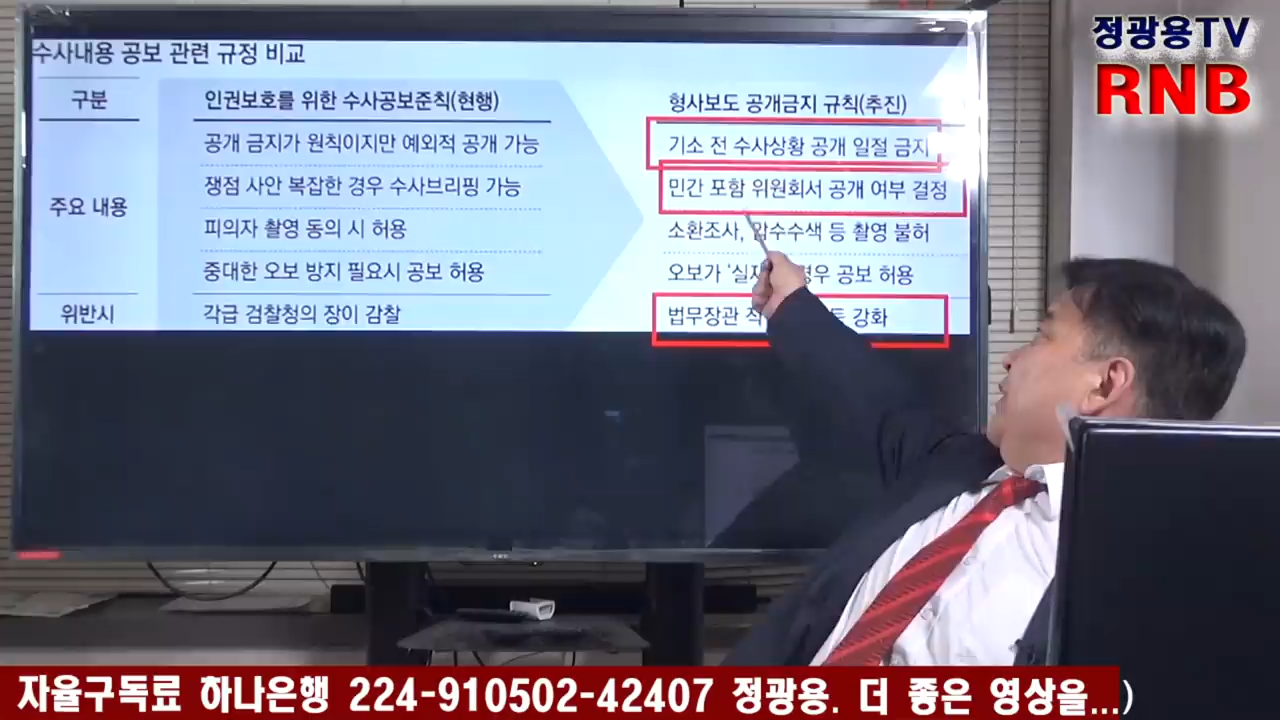 정광용TV
RNB
수사내용 공보 관련 규정 비교
구분 인권보호를 위한 수사공보준칙(현행) 형사보도 공개금지 규칙(추진)
공개 금지가 원칙이지만 예외적 공개 가능 기소 전 수사상황 공개 일절 금지
쟁점 사안 복잡한 경우 수사브리핑 가능 민간 포함 위원회서 공개 여부 결정
주요 내용
피의자 촬영 동의 시 허용 소환조사, 압수수색 등 촬영 불허
중대한 오보 방지 필요시 공보 허용 오보가 '실제 경우 공보 허용
위반시 각급 검찰청의 장이 감찰 법무장관 강화
자율구독료 하나은행 224-910502-42407 정광용. 더 좋은 영상을...)